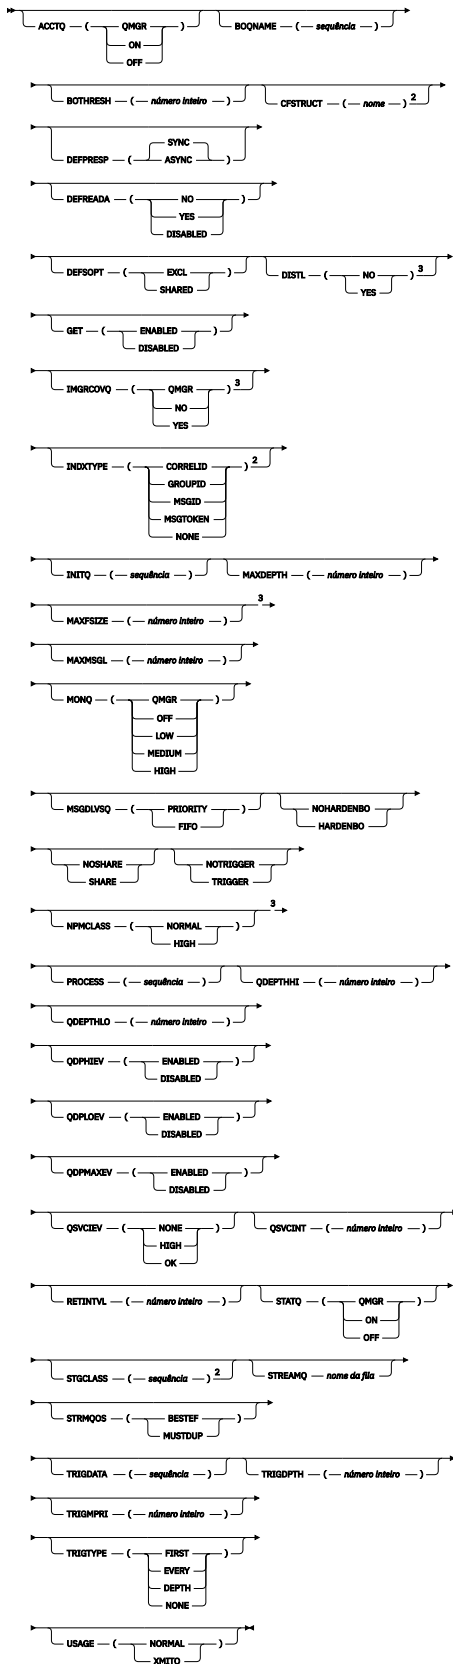 ACCTQ ( QMGR ) BOQNAME ( sequência )
ON
OFF
BOTHRESH ( número inteiro ) CFSTRUCT ( nome ) 2
SYNC
DEFPRESP ( ASYNC )
DEFREADA ( NO )
YES
DISABLED
DEFSOPT ( EXCL ) DISTL ( NO ) 3
SHARED YES
GET ( ENABLED )
DISABLED
IMGRCOVQ ( QMGR ) 3
NO
YES
INDXTYPE ( CORRELID ) 2
GROUPID
MSGID
MSGTOKEN
NONE
INITQ ( sequência ) MAXDEPTH ( número inteiro )
MAXFSIZE ( número inteiro ) 3
MAXMSGL ( número inteiro )
MONQ ( QMGR )
OFF
LOW
MEDIUM
HIGH
MSGDLVSQ ( PRIORITY ) NOHARDENBO
FIFO HARDENBO
NOSHARE NOTRIGGER
SHARE TRIGGER
NPMCLASS ( NORMAL ) 3
HIGH
PROCESS ( sequência ) QDEPTHHI ( número inteiro )
QDEPTHLO ( número inteiro )
QDPHIEV ( ENABLED )
DISABLED
QDPLOEV ( ENABLED )
DISABLED
QDPMAXEV ( ENABLED )
DISABLED
QSVCIEV ( NONE ) QSVCINT ( número inteiro )
HIGH
OK
RETINTVL ( número inteiro ) STATQ ( QMGR )
ON
OFF
STGCLASS ( sequência ) 2 STREAMQ nome da fila
STRMQOS ( BESTEF )
MUSTDUP
TRIGDATA ( sequência ) TRIGDPTH ( número inteiro )
TRIGMPRI ( número inteiro )
TRIGTYPE ( FIRST )
EVERY
DEPTH
NONE
USAGE ( NORMAL )
XMITQ